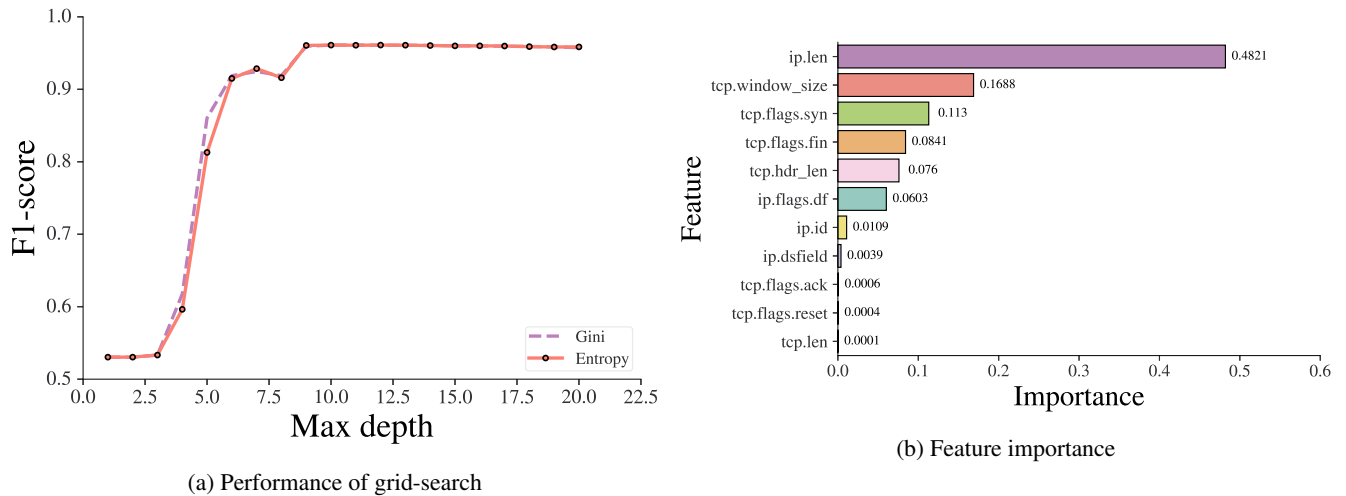 1.0
0.9
0.8
0.7
0.6
0.5
F1-score
0.0 2.5 5.0 7.5 10.0 12.5 15.0 17.5 20.0 22.5
Max depth
Gini
Entropy
(a) Performance of grid-search
Feature
ip.len 0.4821
tcp.window_size 0.1688
tcp.flags.syn 0.113
tcp.flags.fin 0.0841
tcp.hdr_len 0.076
ip.flags.df 0.0603
ip.id 0.0109
ip.dsfield 0.0039
tcp.flags.ack 0.0006
tcp.flags.reset 0.0004
tcp.len 0.0001
0.0 0.1 0.2 0.3 0.4 0.5 0.6
Importance
(b) Feature importance